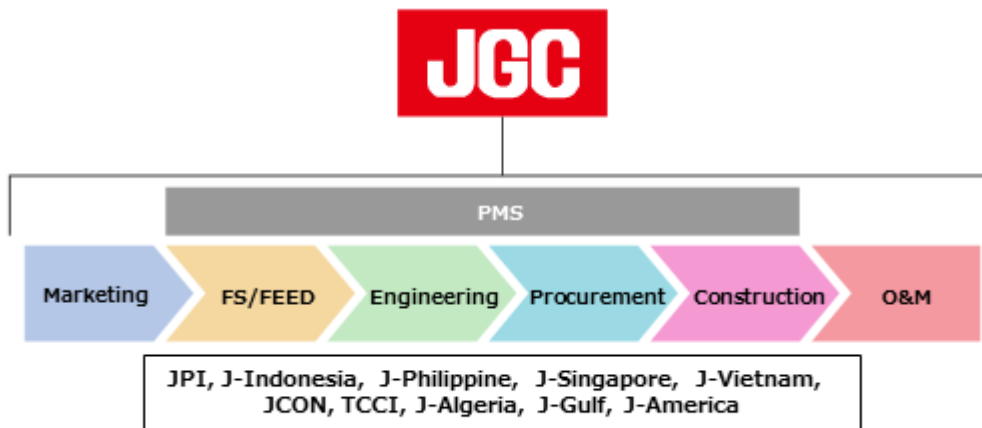 JGC
PMS
Marketing
FS/FEED
Engineering
Procurement
Construction
O&M
JPI, J-Indonesia, J-Philippine, J-Singapore, J-Vietnam,
JCON, TCCI, J-Algeria, J-Gulf, J-America